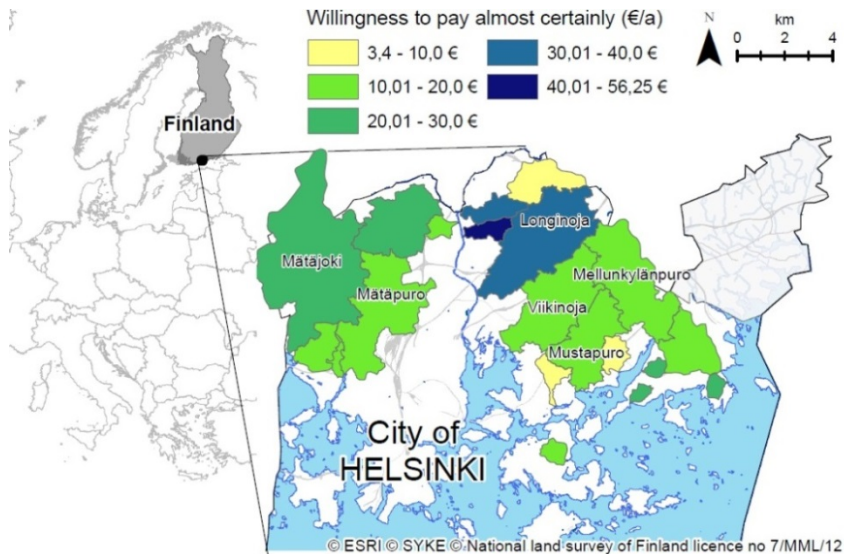 Willingness to pay almost certainly (€/a)
3,4 - 10,0 €
30,01 - 40,0 €
10,01 - 20,0 €
40,01 - 56,25 €
20,01 - 30,0 €
N
km
0 2 4
Finland
Longinoja
Mätäjoki
Mellunkylänpuro
Mätäpuro
Viikinoja
Mustapuro
City of
HELSINKI
© ESRI © SYKE © National land survey of Finland licence no 7/MML/12